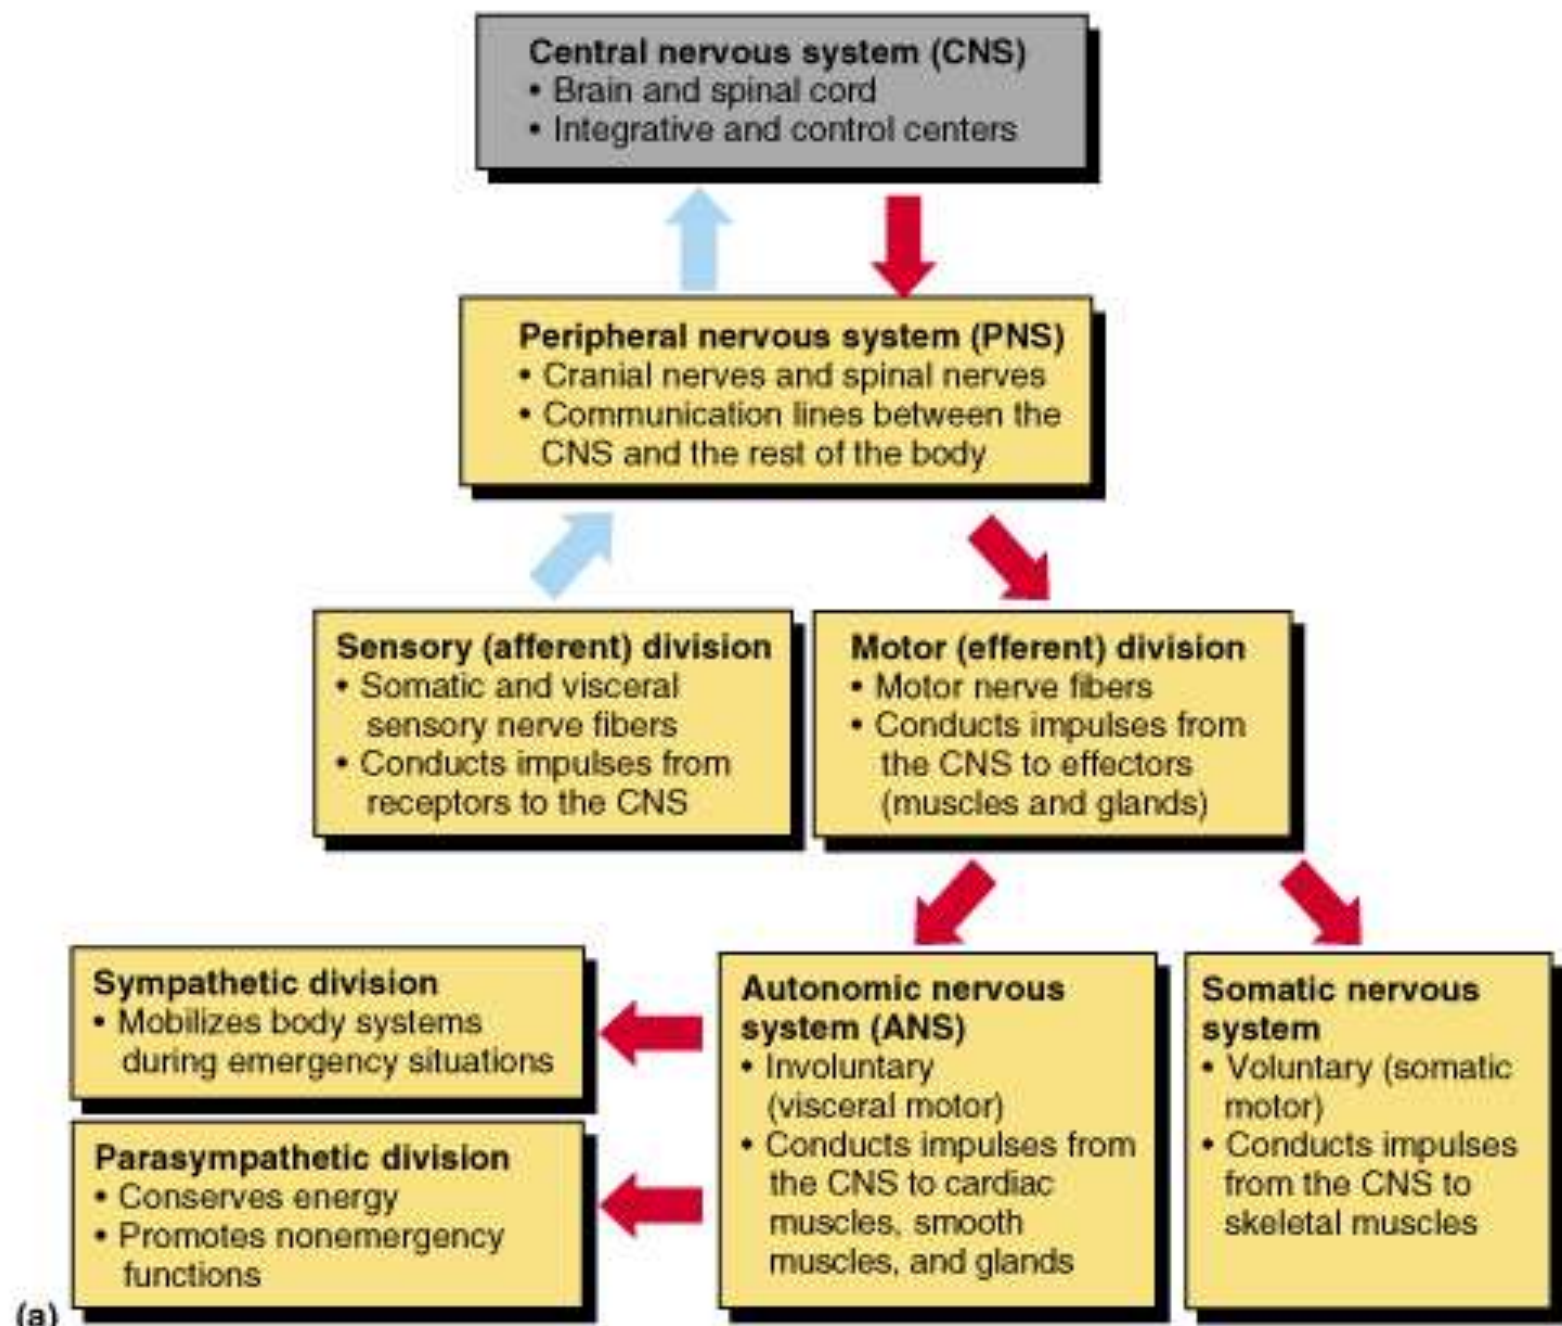 Central nervous system (CNS)
• Brain and spinal cord
• Integrative and control centers
Peripheral nervous system (PNS)
• Cranial nerves and spinal nerves
• Communication lines between the
CNS and the rest of the body
Sensory (afferent) division
• Somatic and visceral
sensory nerve fibers
• Conducts impulses from
receptors to the CNS
Motor (efferent) division
• Motor nerve fibers
• Conducts impulses from
the CNS to effectors
(muscles and glands)
Sympathetic division
• Mobilizes body systems
during emergency situations
Parasympathetic division
• Conserves energy
• Promotes nonemergency
functions
Autonomic nervous
system (ANS)
• Involuntary
(visceral motor)
• Conducts impulses from
the CNS to cardiac
muscles, smooth
muscles, and glands
Somatic nervous
system
• Voluntary (somatic
motor)
• Conducts impulses
from the CNS to
skeletal muscles
(a)